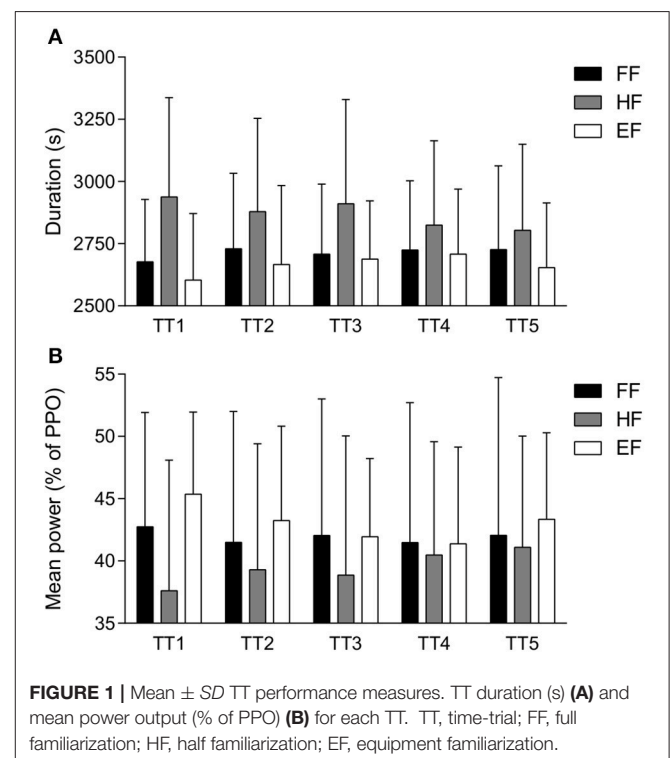 A
3500
3250
3000
2750
2500
Duration (s)
FF
HF
EF
TT1 TT2 TT3 TT4 TT5
B
55
50
45
40
35
Mean power (% of PPO)
FF
HF
EF
TT1 TT2 TT3 TT4 TT5
FIGURE 1 | Mean ± SD TT performance measures. TT duration (s) (A) and
mean power output (% of PPO) (B) for each TT. TT, time-trial; FF, full
familiarization; HF, half familiarization; EF, equipment familiarization.